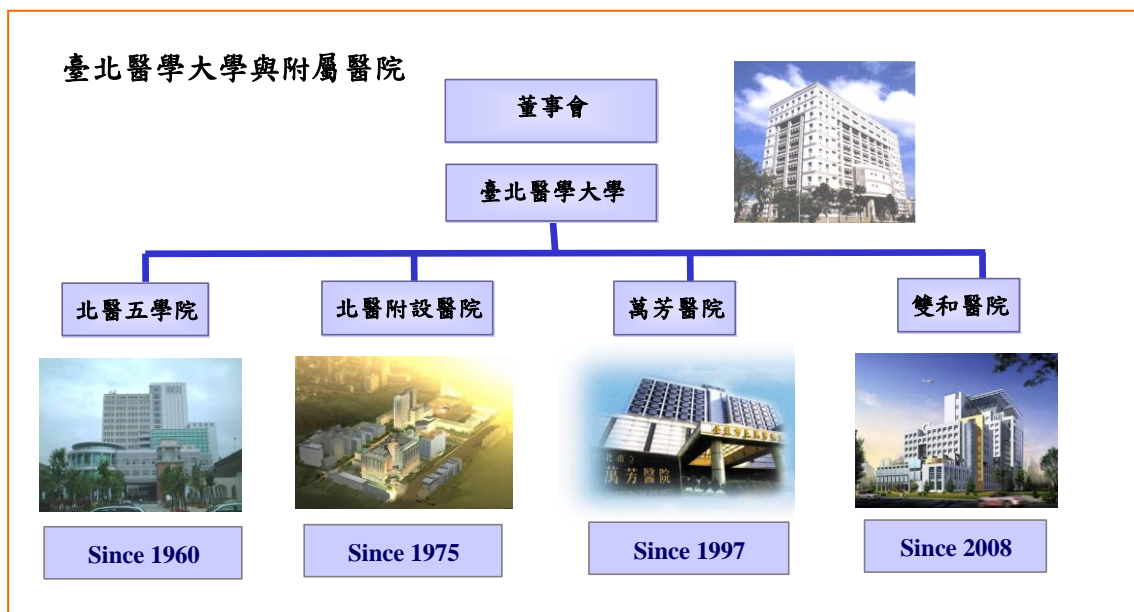 臺北醫學大學與附屬醫院
董事會
臺北醫學大學
北醫五學院
北醫附設醫院
萬芳醫院
雙和醫院
北市立
萬芳醫院
Since 1960
Since 1975
Since 1997
Since 2008